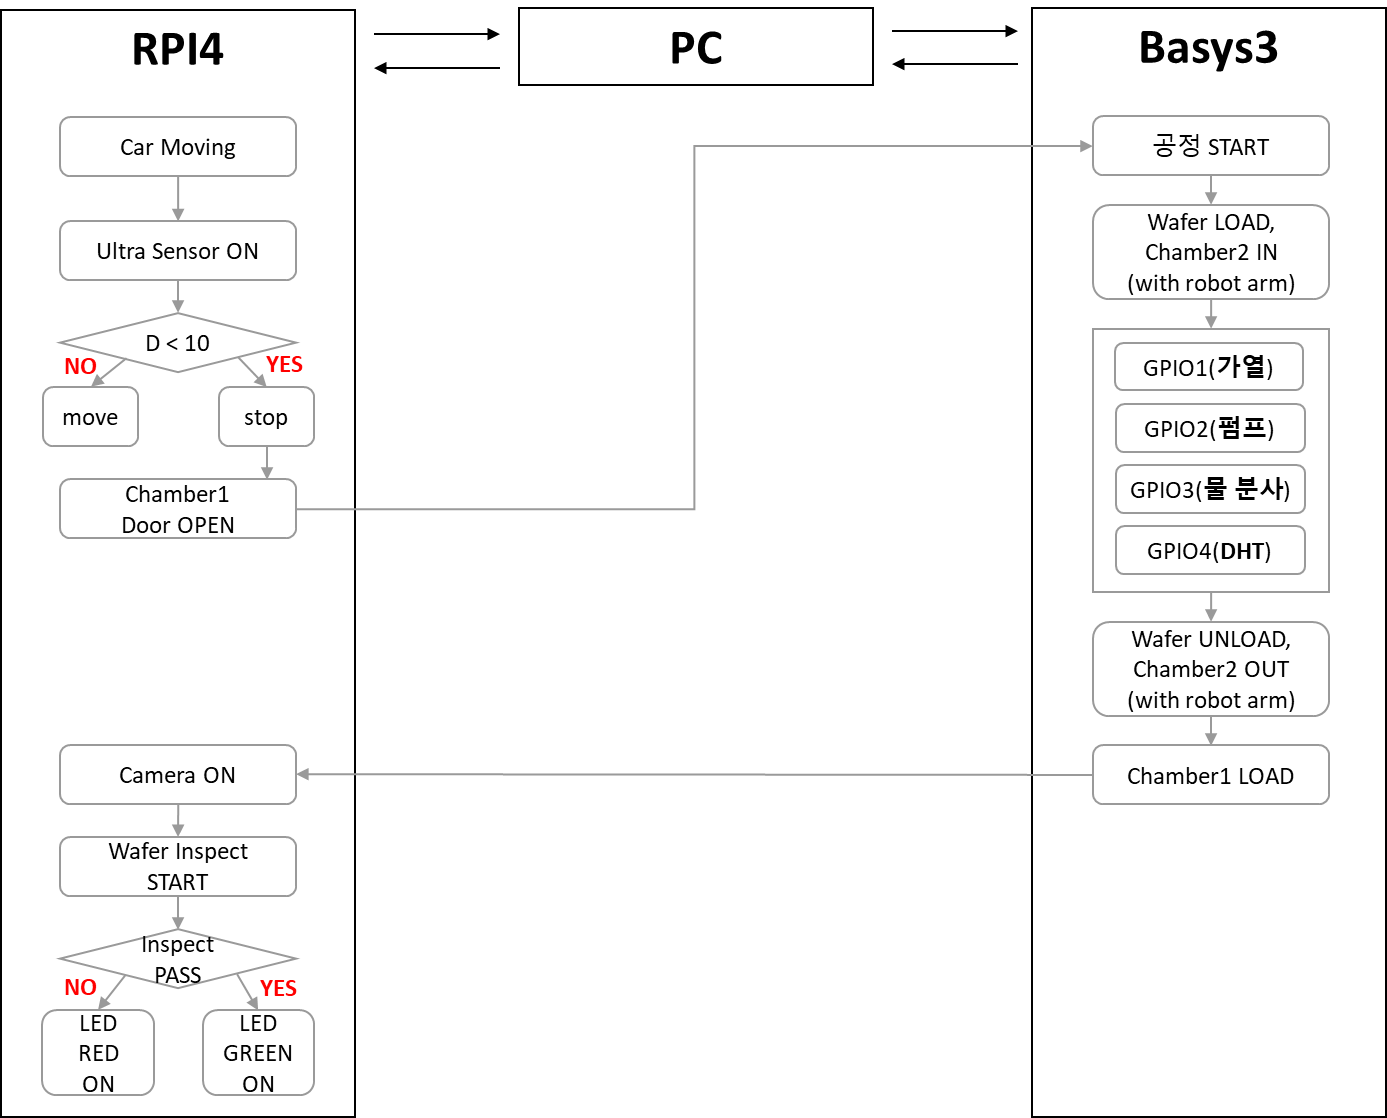 RPI4
PC
Basys3
Car Moving
Ultra Sensor ON
D < 10
NO
YES
move
stop
Chamber1
Door OPEN
Camera ON
Wafer Inspect
START
Inspect
PASS
NO
YES
LED
RED
ON
LED
GREEN
ON
공정 START
Wafer LOAD,
Chamber2 IN
(with robot arm)
GPIO1(가열)
GPIO2(펌프)
GPIO3(물 분사)
GPIO4(DHT)
Wafer UNLOAD,
Chamber2 OUT
(with robot arm)
Chamber1 LOAD